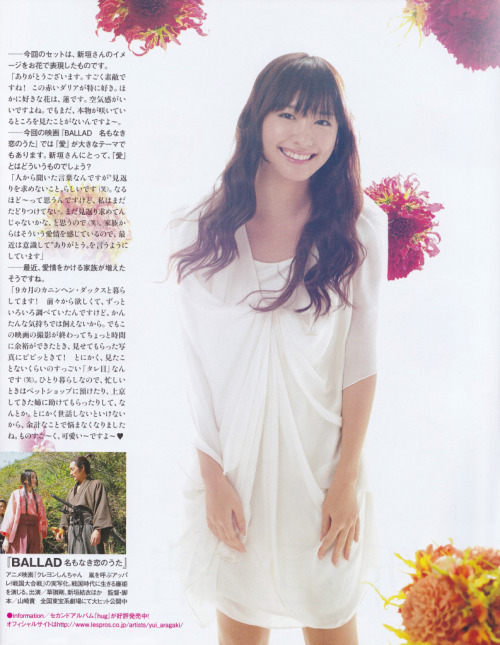 ――今回のセットは、新垣さんのイメ
ージをお花で表現したものです。
「ありがとうございます。すごく素敵で
すね！ この赤いダリアが特に好き。ほ
かに好きな花は、蓮です。空気感がい
いですよね。でもまだ、本物が咲いてい
るところを見たことがないんですよ〜。
――今回の映画『BALLAD 名もなき
恋のうた』では「愛」が大きなテーマで
もあります。新垣さんにとって、『愛』
とはどういうものでしょう？
「人から聞いた言葉なんですが“見返
りを求めないこと”らしいです（笑）。なる
ほど〜って思うんですけど、私はまだ
たどりつけてない。まだ見返り求めてん
じゃないかな、と思うので（笑）。家族か
らはそういう愛情を感じているので、最
近は意識して“ありがとう”を言うように
しています」
――最近、愛情をかける家族が増えた
そうですね。
「9カ月のカニンヘン・ダックスと暮ら
してます！ 前々から欲しくて、ずっと
いろいろ調べていたんですけど、かん
たんな気持ちでは飼えないから。でもこ
の映画の撮影が終わってちょっと時間
に余裕ができたとき、見せてもらった写
真にビビッときて！ とにかく、見たこ
とないくらいのすっごい「タレ目」なん
です（笑）。ひとり暮らしなので、忙しい
ときはペットショップに預けたり、上京
してきた姉に助けてもらったりして、な
んとか。とにかく世話しないといけない
から、余計なことで悩まなくなりました
ね。ものすご〜く、可愛い〜ですよ〜♥
『BALLAD 名もなき恋のうた』
アニメ映画『クレヨンしんちゃん 嵐を呼ぶアッパ
レ！戦国大合戦』の実写化。戦国時代に生きる廉姫
を演じる。出演／草彅剛、新垣結衣ほか 監督・脚
本／山崎貴 全国東宝系劇場にて大ヒット公開中
●information／セカンドアルバム『hug』が好評発売中！
オフィシャルサイトはhttp://www.lespros.co.jp/artists/yui_aragaki/